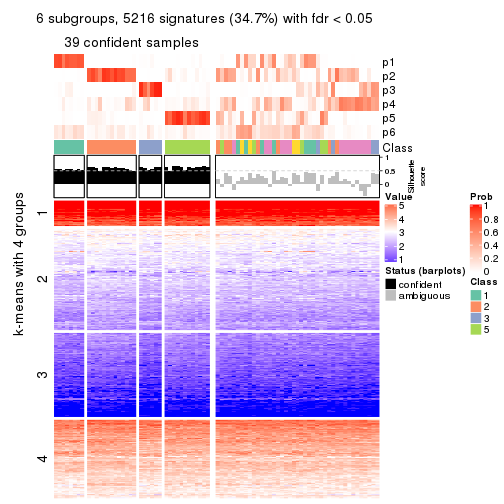 6 subgroups, 5216 signatures (34.7%) with fdr < 0.05
39 confident samples
p1
p2
p3
p4
p5
p6
Class
1
0.5
0
Silhouette
score
k-means with 4 groups
1
2
3
4
Value
5
4
3
2
1
Status (barplots)
confident
ambiguous
Prob
1
0.8
0.6
0.4
0.2
0
Class
1
2
3
5